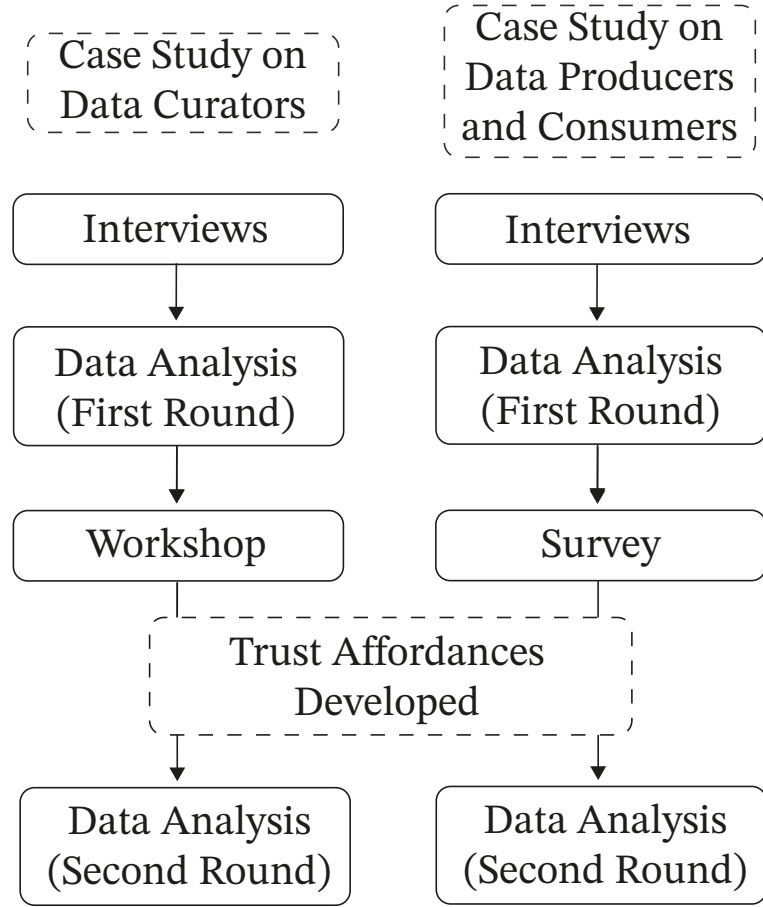 Case Study on
Data Curators
Case Study on
Data Producers
and Consumers
Interviews
Interviews
Data Analysis
(First Round)
Data Analysis
(First Round)
Workshop
Survey
Trust Affordances
Developed
Data Analysis
(Second Round)
Data Analysis
(Second Round)